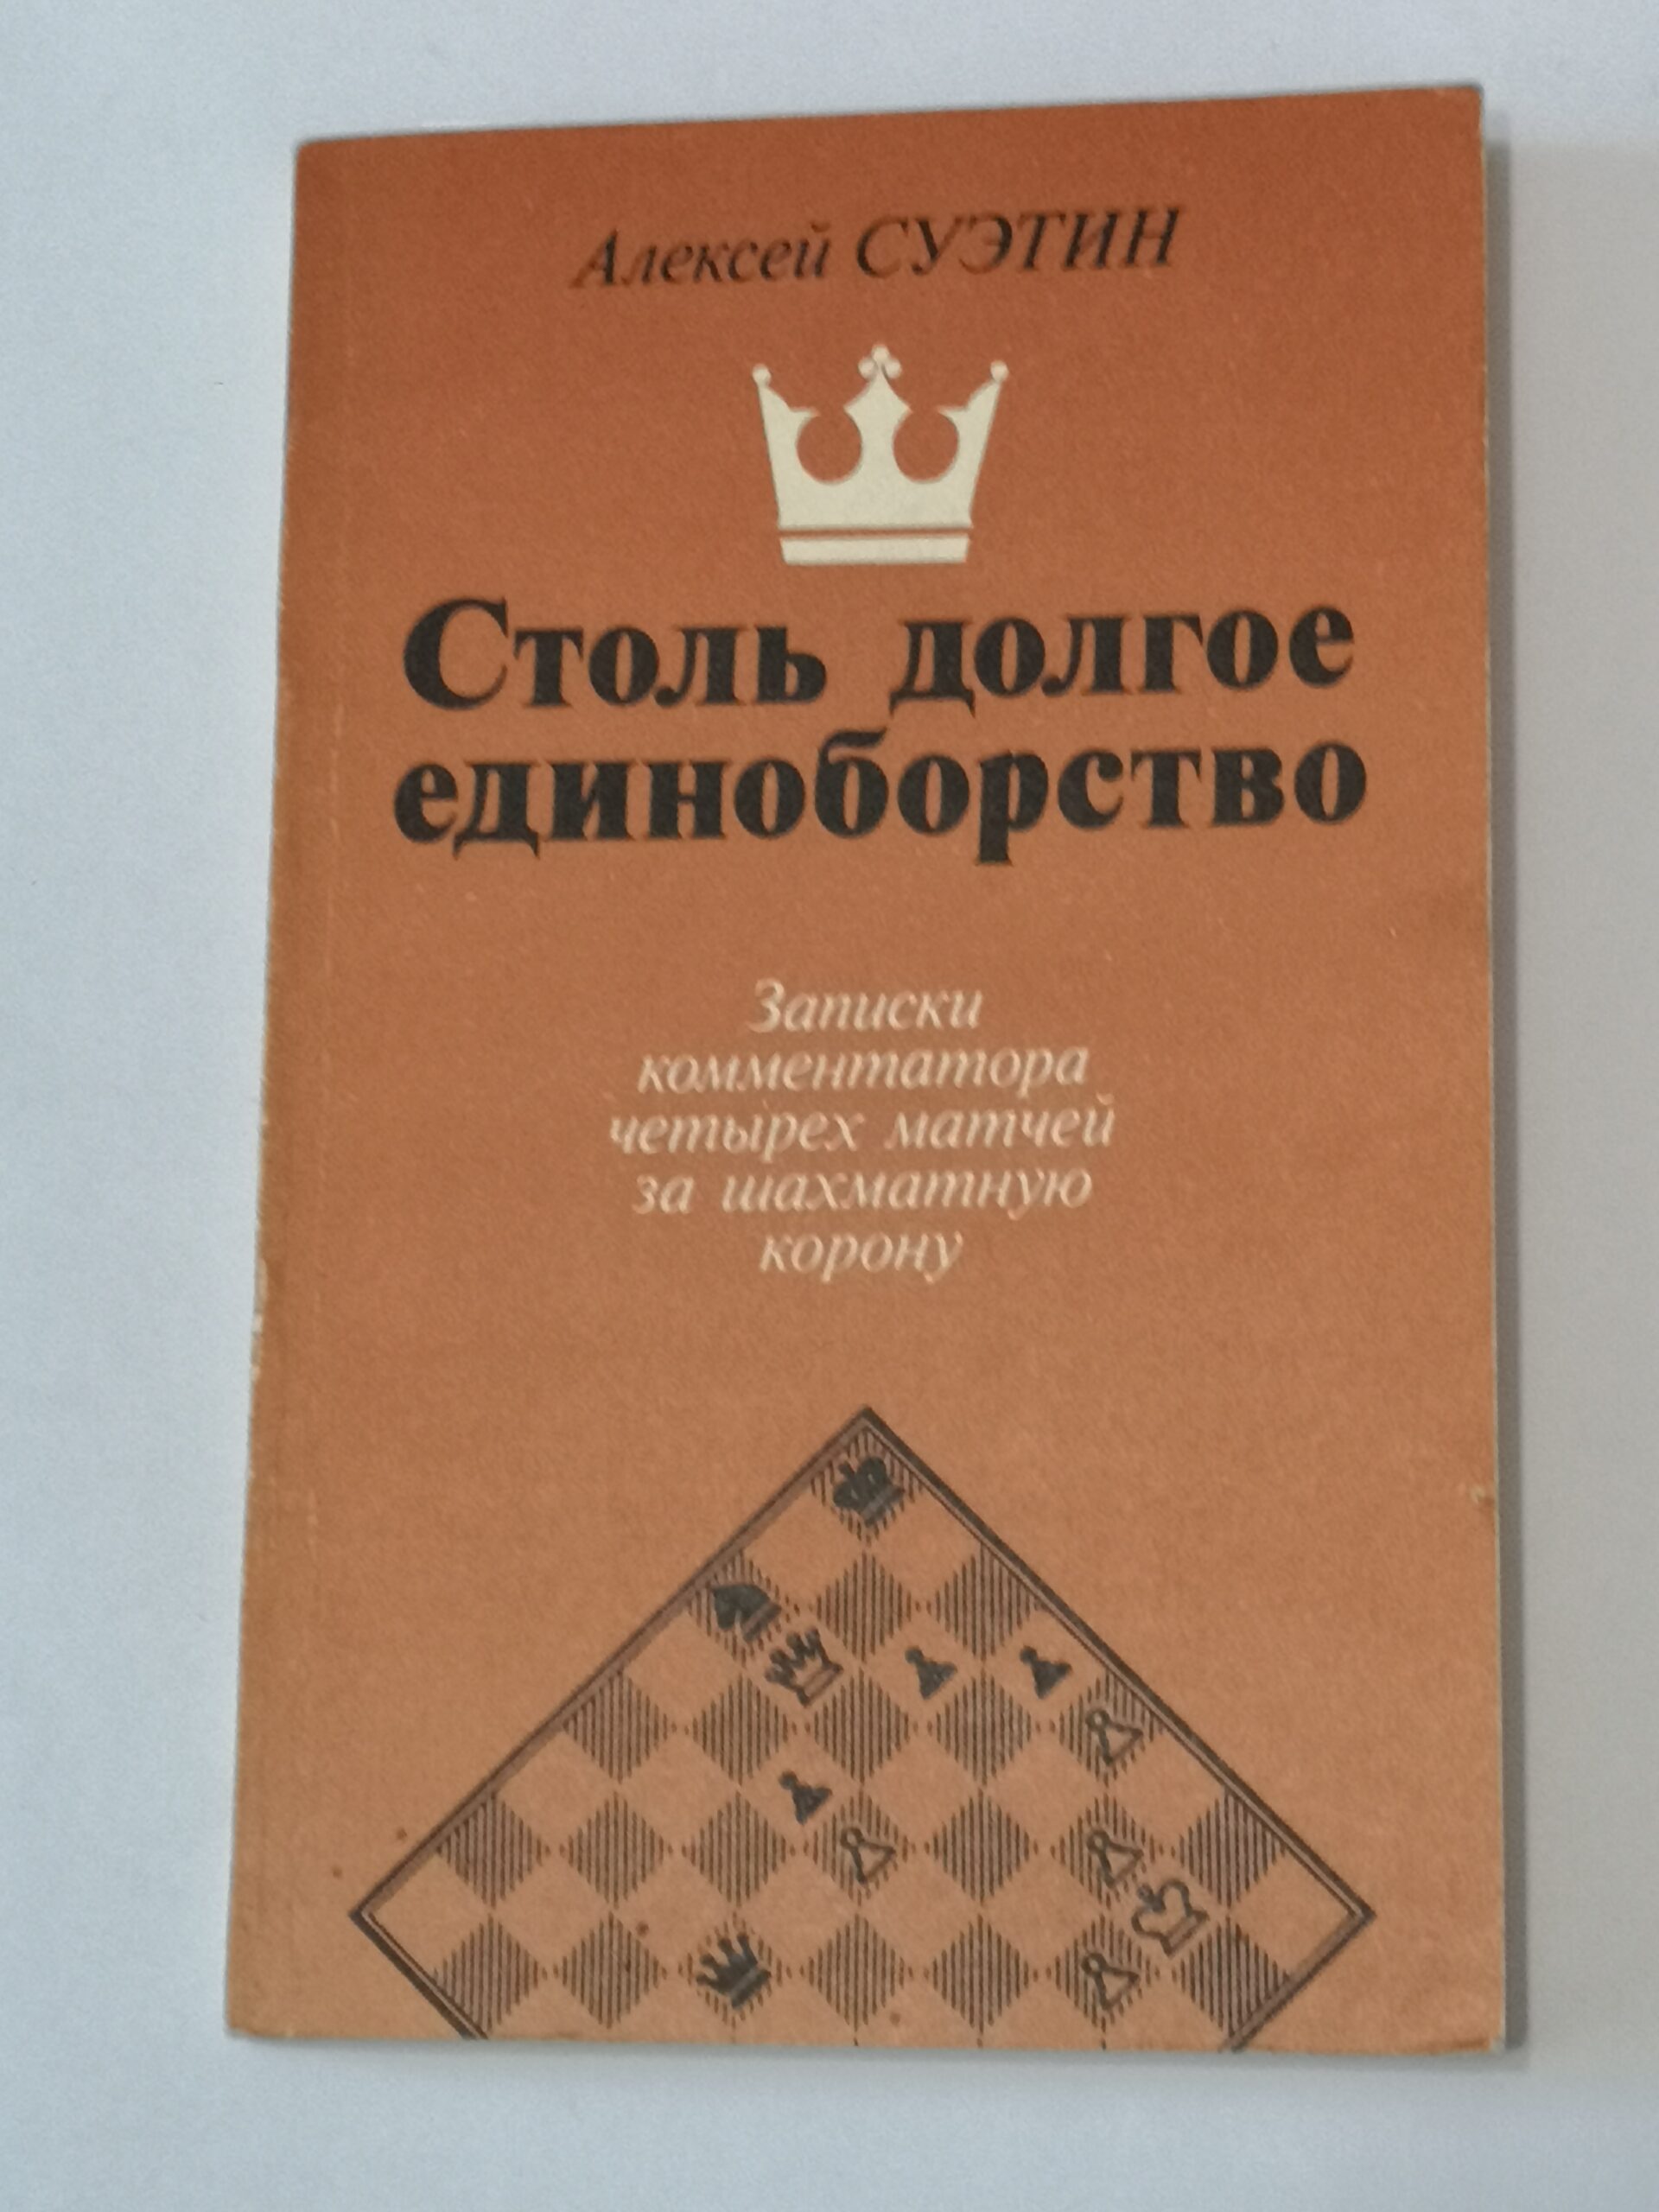 Алексей СУЭТИН
Столь долгое
единоборство
Записки
комментатора
четырех матчей
за шахматную
корону